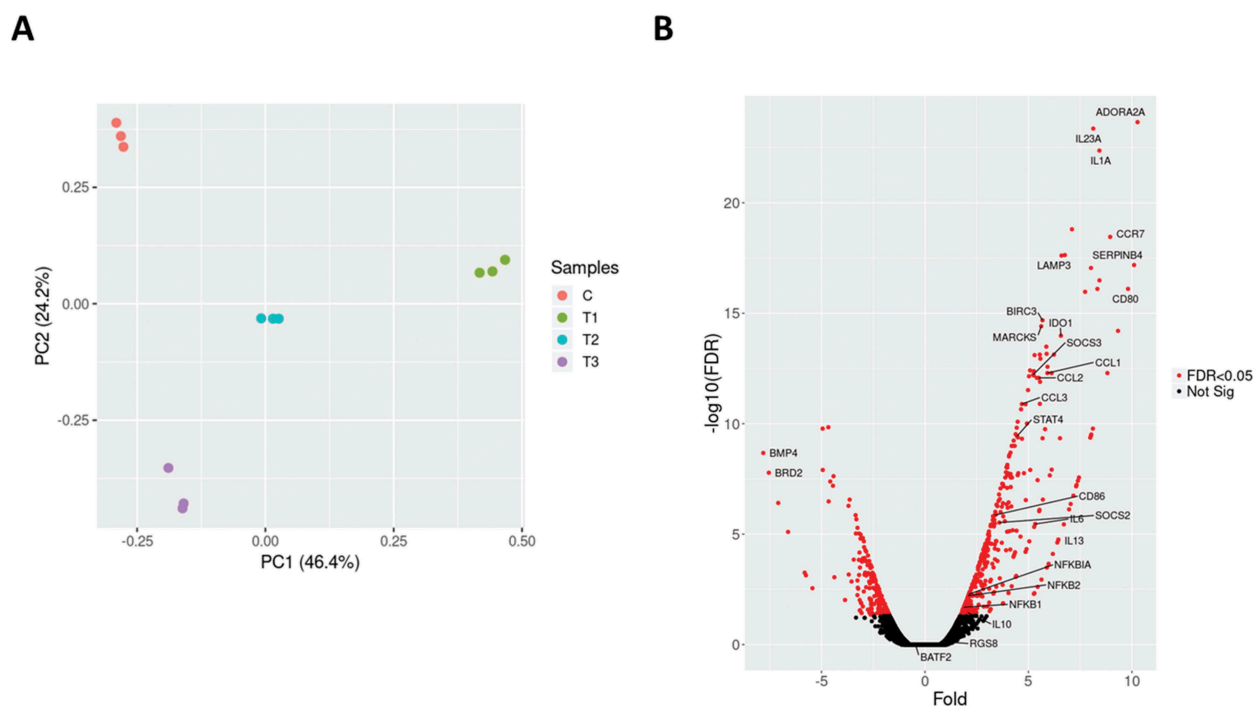 A
B
0.25
0.00
-0.25
-0.25
0.00
0.25
0.50
PC2 (24.2%)
PC1 (46.4%)
Samples
C
T1
T2
T3
20
15
10
5
0
-5
0
5
10
-log10(FDR)
Fold
ADORA2A
IL23A
IL1A
CCR7
SERPINB4
LAMP3
CD80
BIRC3
IDO1
MARCKS
SOCS3
CCL1
CCL2
CCL3
STAT4
BMP4
BRD2
CD86
SOCS2
IL6
IL13
NFKBIA
NFKB2
NFKB1
IL10
RGS8
BATF2
FDR<0.05
Not Sig